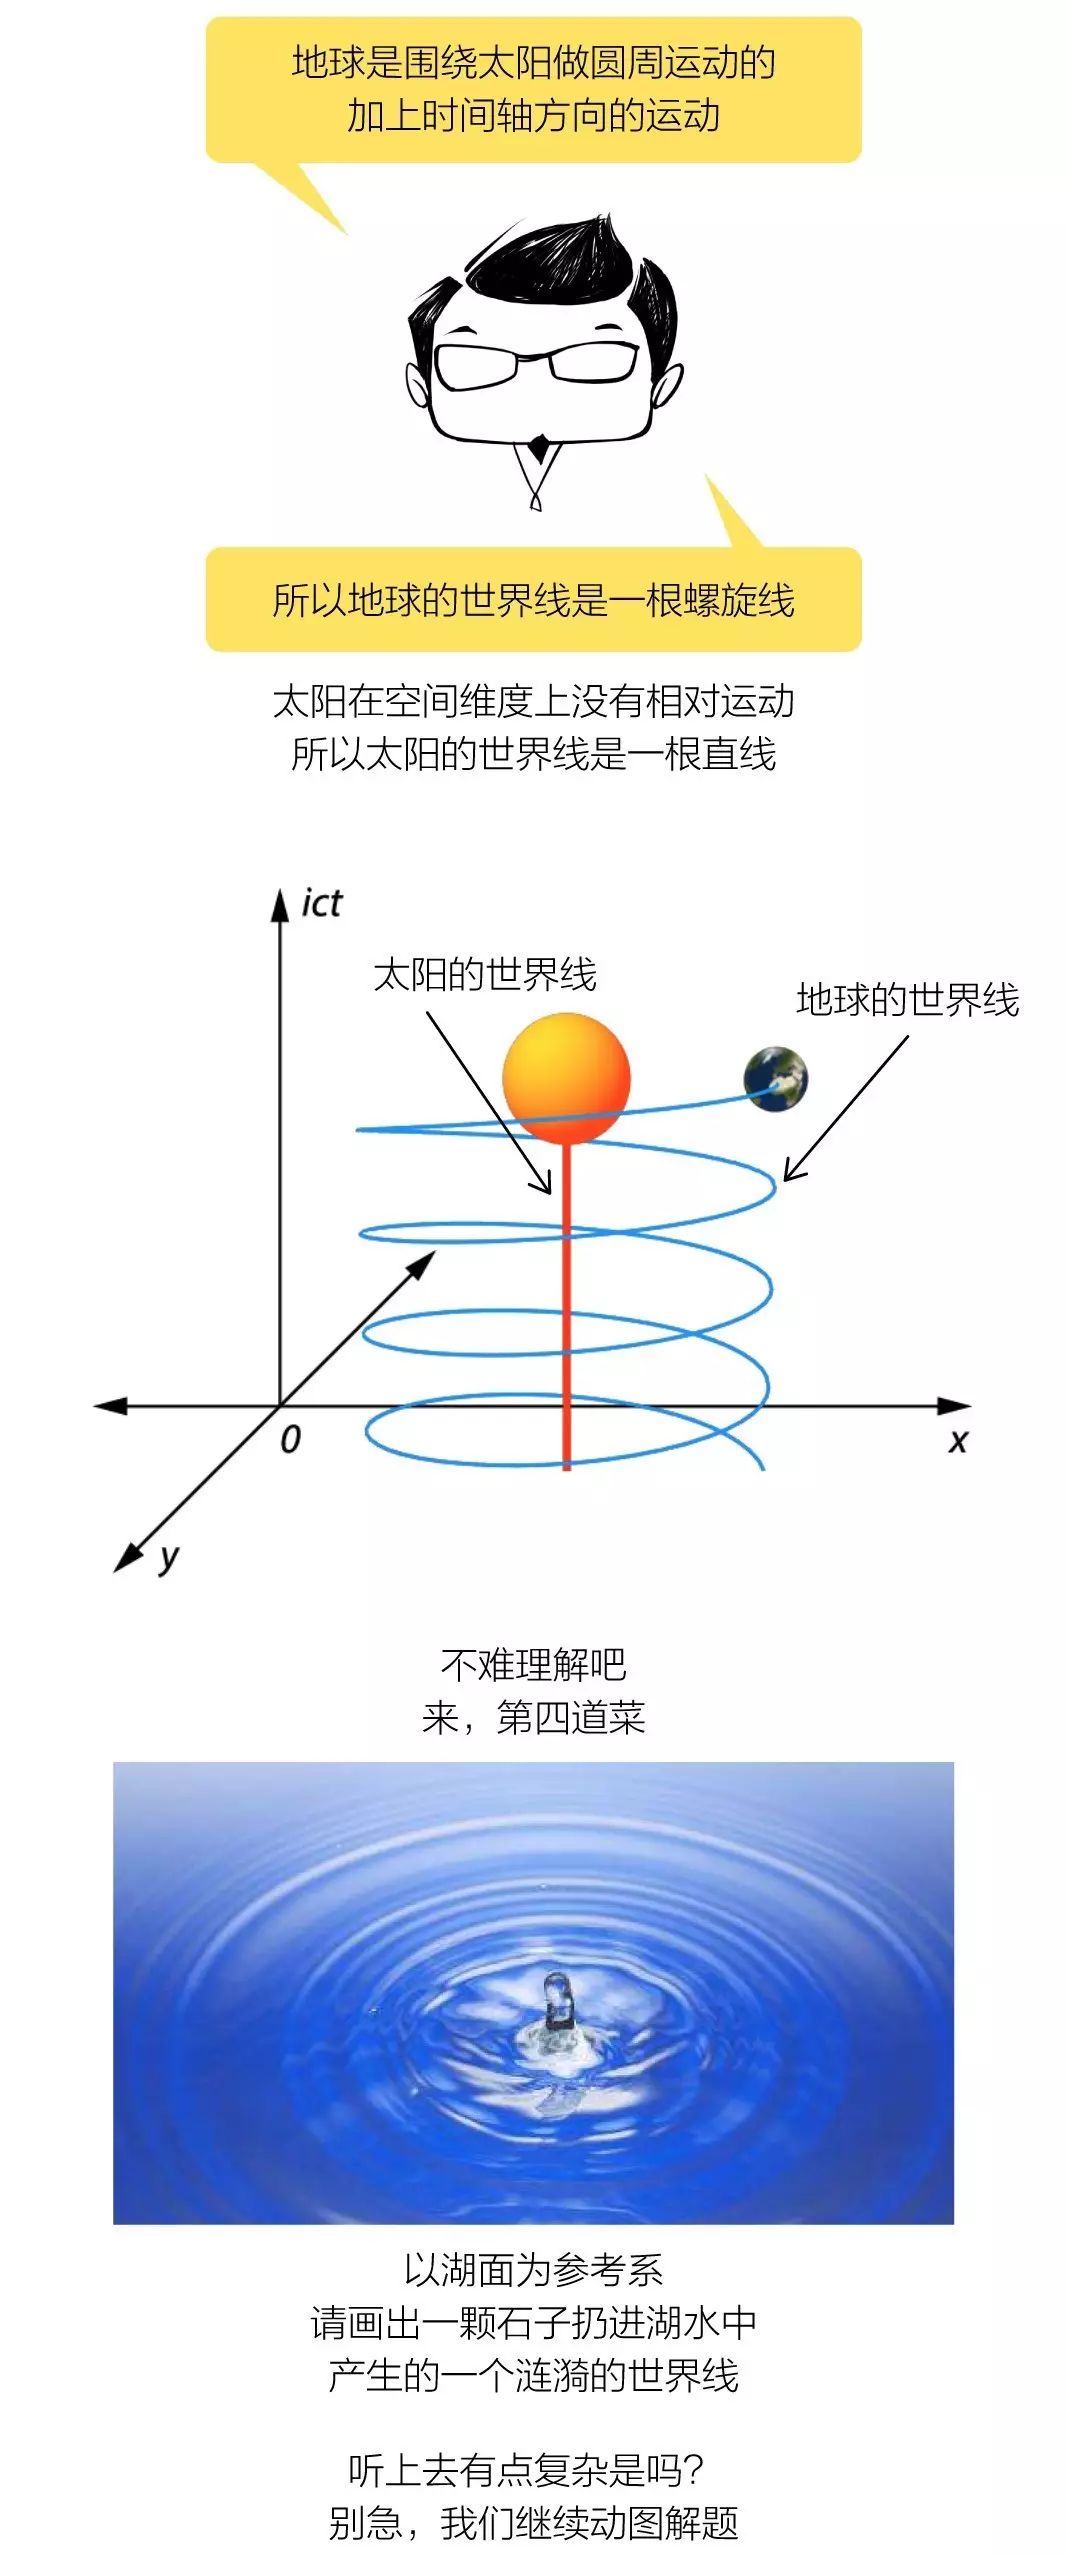 地球是围绕太阳做圆周运动的
加上时间轴方向的运动
所以地球的世界线是一根螺旋线
太阳在空间维度上没有相对运动
所以太阳的世界线是一根直线
ict
太阳的世界线
地球的世界线
0
x
y
不难理解吧
来，第四道菜
以湖面为参考系
请画出一颗石子扔进湖水中
产生的一个涟漪的世界线
听上去有点复杂是吗？
别急，我们继续动图解题